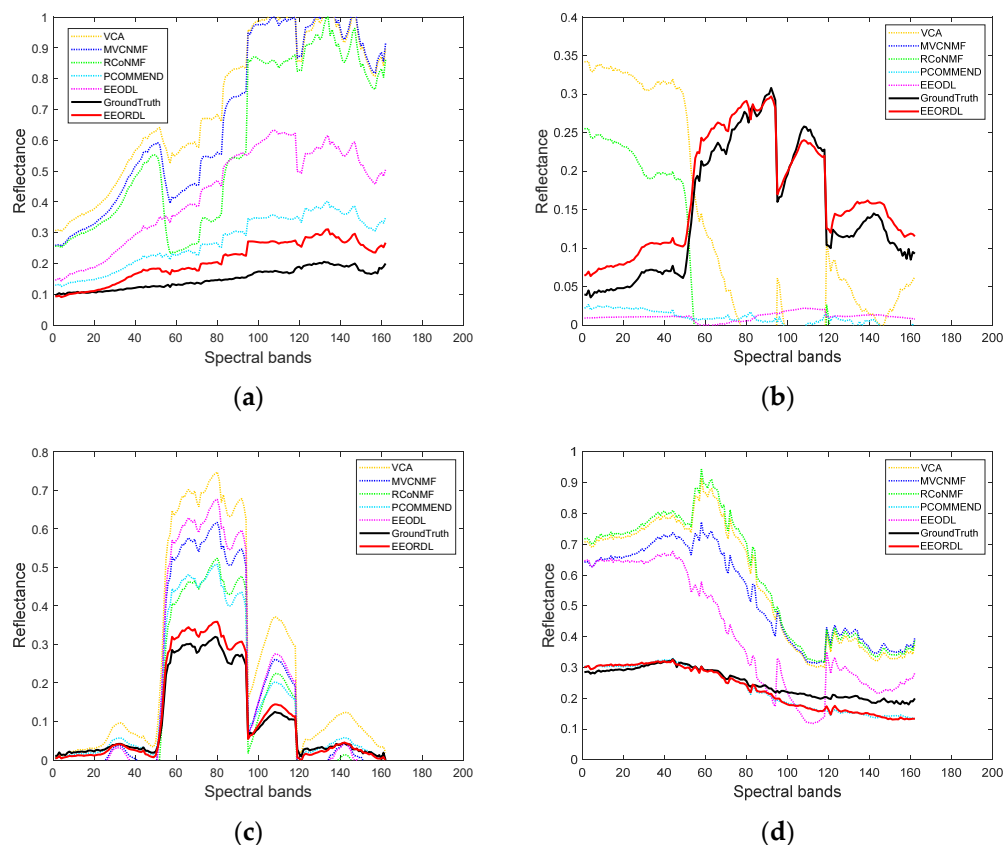 1
0.9
0.8
0.7
0.6
0.5
0.4
0.3
0.2
0.1
0
Reflectance
VCA
MVCNMF
RCoNMF
PCOMMEND
EEODL
GroundTruth
EEORDL
0 20 40 60 80 100 120 140 160 180 200
Spectral bands
(a)
0.4
0.35
0.3
0.25
0.2
0.15
0.1
0.05
0
Reflectance
VCA
MVCNMF
RCoNMF
PCOMMEND
EEODL
GroundTruth
EEORDL
0 20 40 60 80 100 120 140 160 180 200
Spectral bands
(b)
0.8
0.7
0.6
0.5
0.4
0.3
0.2
0.1
0
Reflectance
VCA
MVCNMF
RCoNMF
PCOMMEND
EEODL
GroundTruth
EEORDL
0 20 40 60 80 100 120 140 160 180 200
Spectral bands
(c)
1
0.9
0.8
0.7
0.6
0.5
0.4
0.3
0.2
0.1
0
Reflectance
VCA
MVCNMF
RCoNMF
PCOMMEND
EEODL
GroundTruth
EEORDL
0 20 40 60 80 100 120 140 160 180 200
Spectral bands
(d)